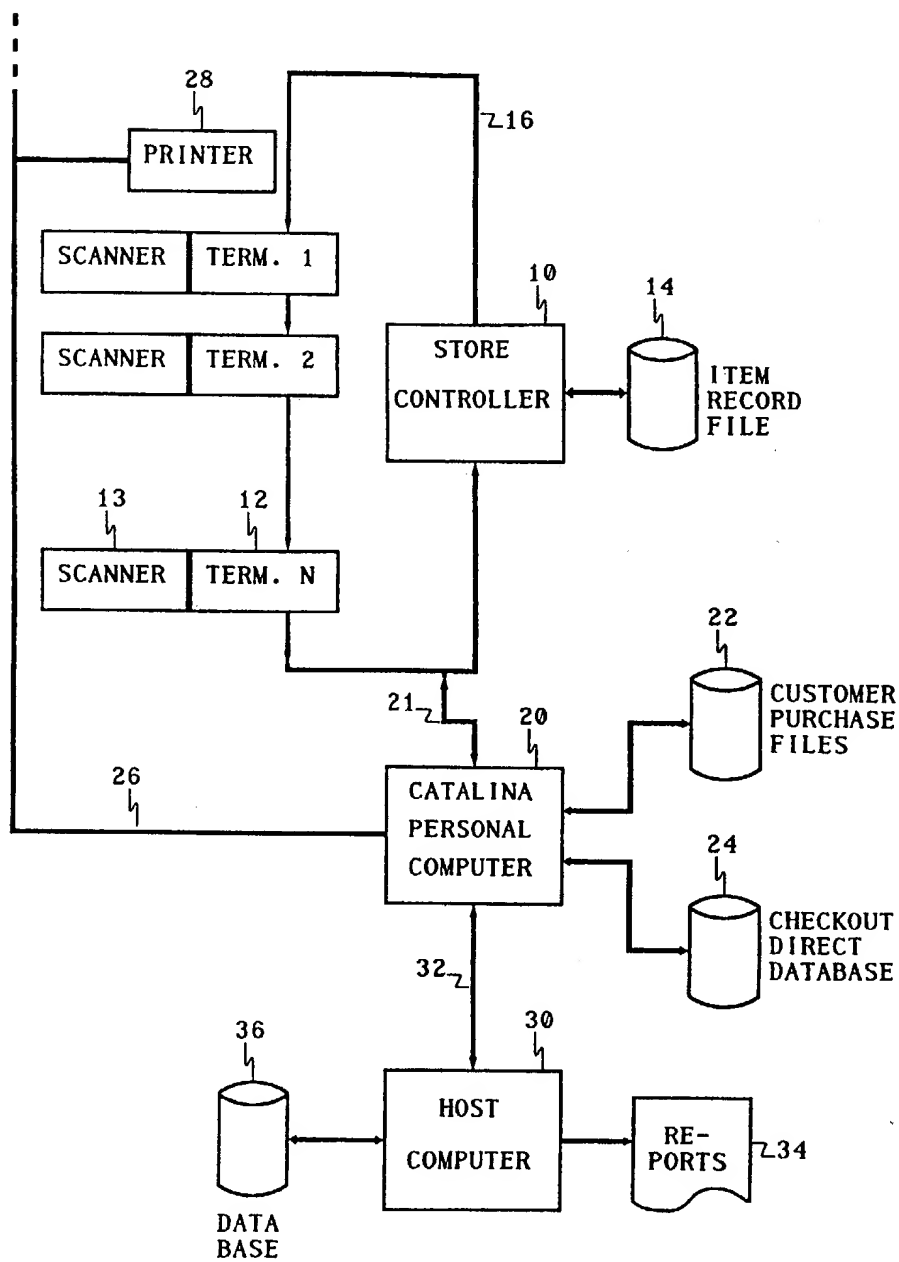 28
PRINTER
16
SCANNER
TERM. 1
SCANNER
TERM. 2
10
STORE
CONTROLLER
14
ITEM
RECORD
FILE
13
SCANNER
12
TERM. N
21
20
CATALINA
PERSONAL
COMPUTER
22
CUSTOMER
PURCHASE
FILES
26
24
CHECKOUT
DIRECT
DATABASE
32
36
DATA
BASE
30
HOST
COMPUTER
RE-
PORTS
34